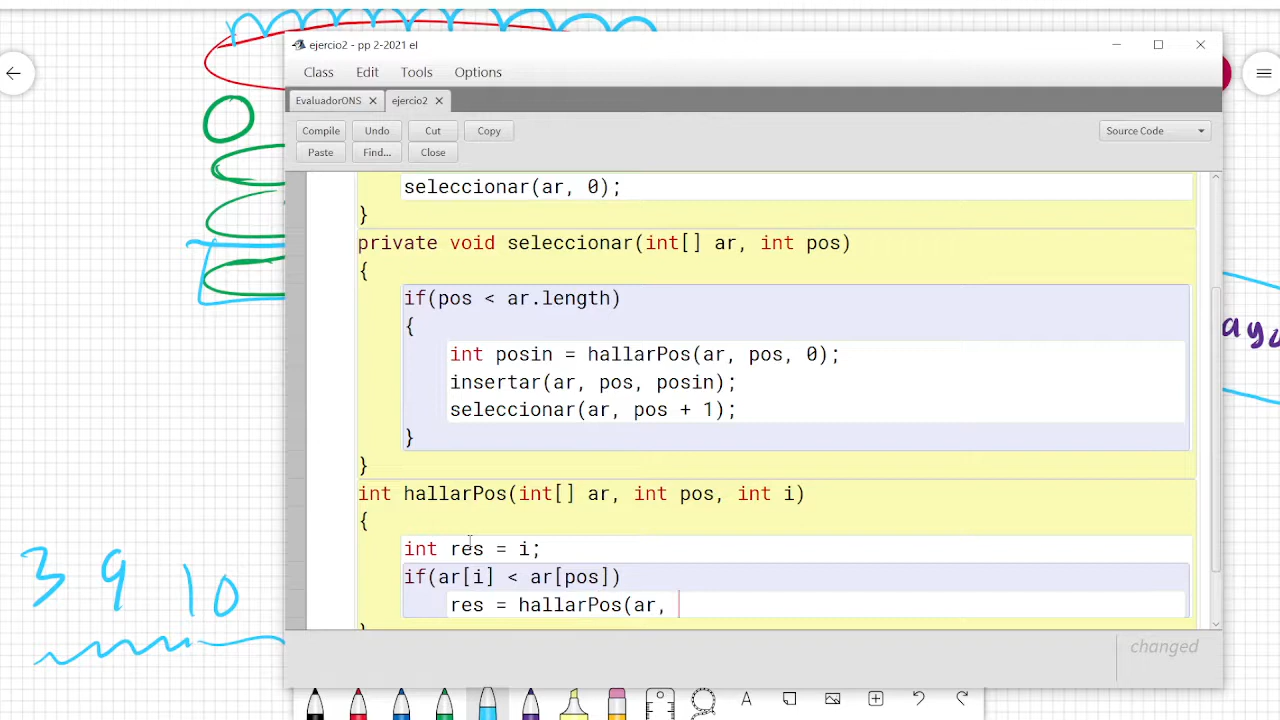 ejercio2 - pp 2-2021 el
Class Edit Tools Options
EvaluadorONS ejercio2
Compile Undo Cut Copy Source Code
Paste Find... Close
seleccionar(ar, 0);
}
private void seleccionar(int[] ar, int pos)
{
if(pos < ar.length)
{
int posin = hallarPos(ar, pos, 0);
insertar(ar, pos, posin);
seleccionar(ar, pos + 1);
}
}
int hallarPos(int[] ar, int pos, int i)
{
int res = i;
if(ar[i] < ar[pos])
res = hallarPos(ar,
changed
3 9 10
A